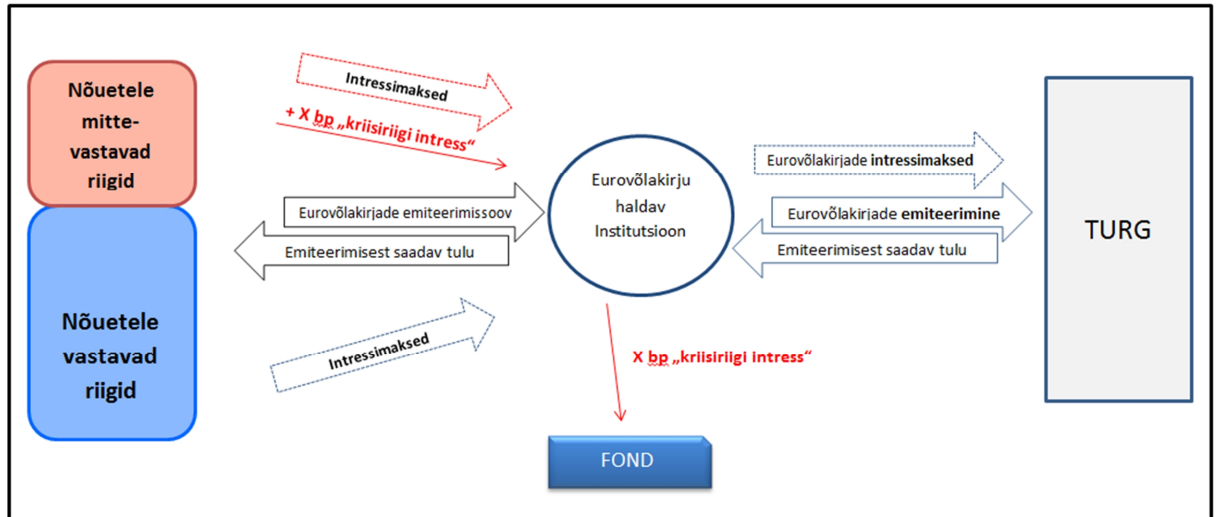 Nõuetele
mitte-
vastavad
riigid
Nõuetele
vastavad
riigid
Intressimaksed
+ X bp „kriisiriigi intress“
Eurovõlakirjade emiteerimissoov
Emiteerimisest saadav tulu
Intressimaksed
Eurovõlakirju
haldav
Institutsioon
X bp „kriisiriigi intress“
FOND
Eurovõlakirjade intressimaksed
Eurovõlakirjade emiteerimine
Emiteerimisest saadav tulu
TURG